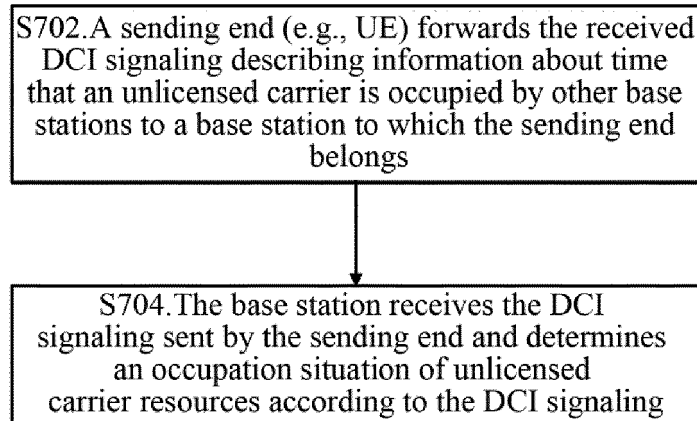 S702.A sending end (e.g., UE) forwards the received
DCI signaling describing information about time
that an unlicensed carrier is occupied by other base
stations to a base station to which the sending end
belongs
S704.The base station receives the DCI
signaling sent by the sending end and determines
an occupation situation of unlicensed
carrier resources according to the DCI signaling